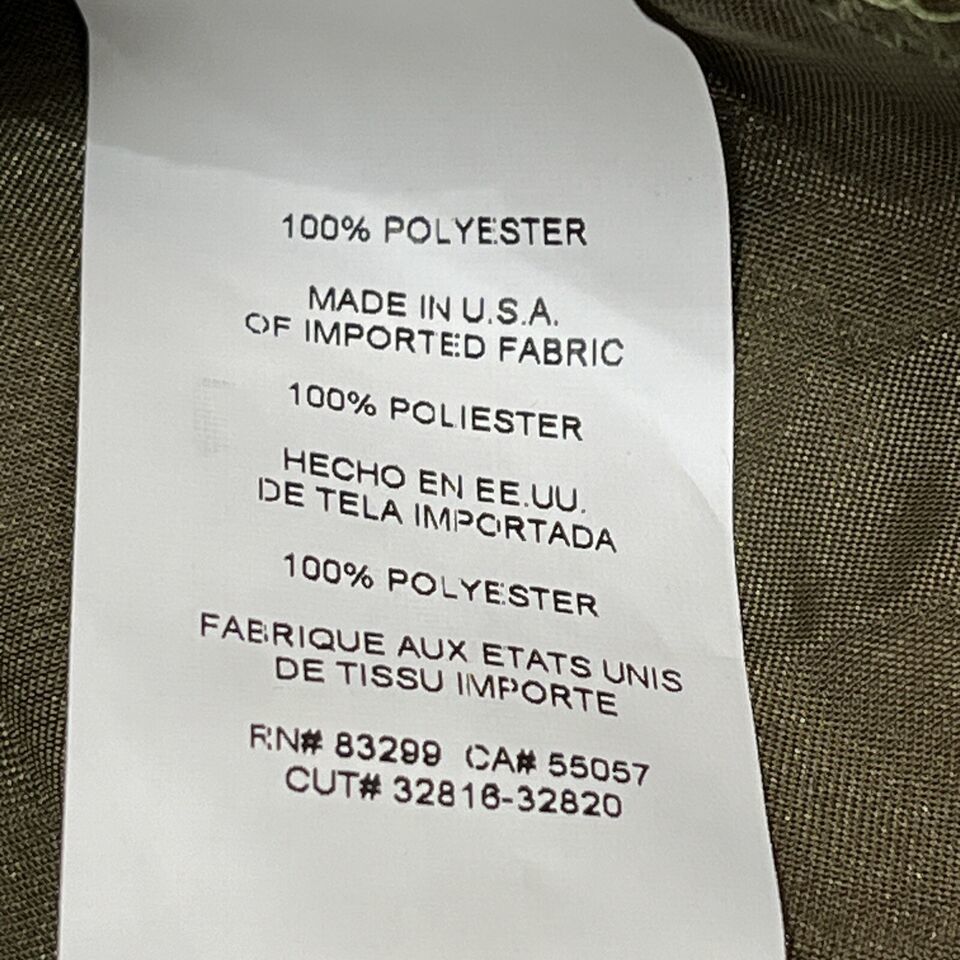 100% POLYESTER
MADE IN U.S.A.
OF IMPORTED FABRIC
100% POLIESTER
HECHO EN EE.UU.
DE TELA IMPORTADA
100% POLYESTER
FABRIQUE AUX ETATS UNIS
DE TISSU IMPORTE
RN# 83299 CA# 55057
CUT# 32816-32820